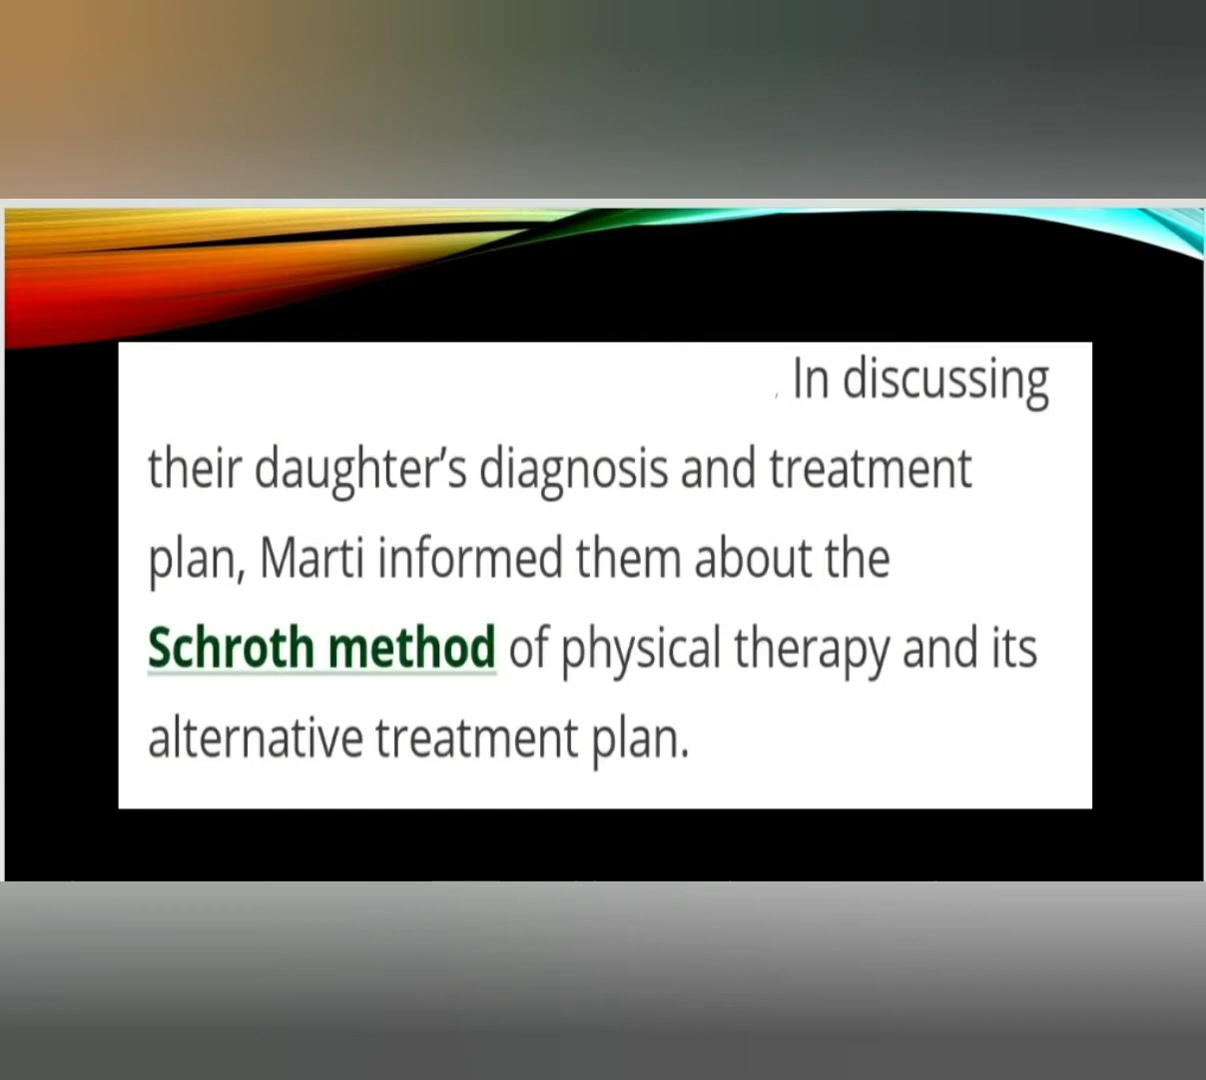 In discussing
their daughter’s diagnosis and treatment
plan, Marti informed them about the
Schroth method of physical therapy and its
alternative treatment plan.